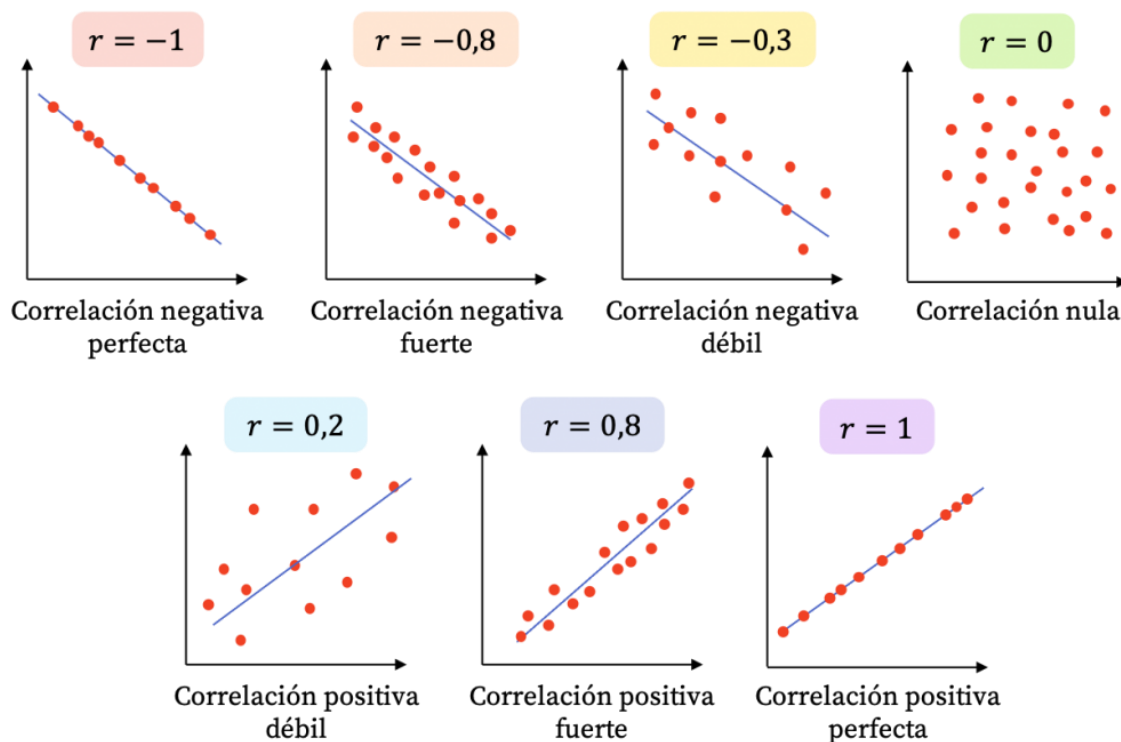 r = −1
r = −0,8
r = −0,3
r = 0
Correlación negativa
perfecta
Correlación negativa
fuerte
Correlación negativa
débil
Correlación nula
r = 0,2
r = 0,8
r = 1
Correlación positiva
débil
Correlación positiva
fuerte
Correlación positiva
perfecta